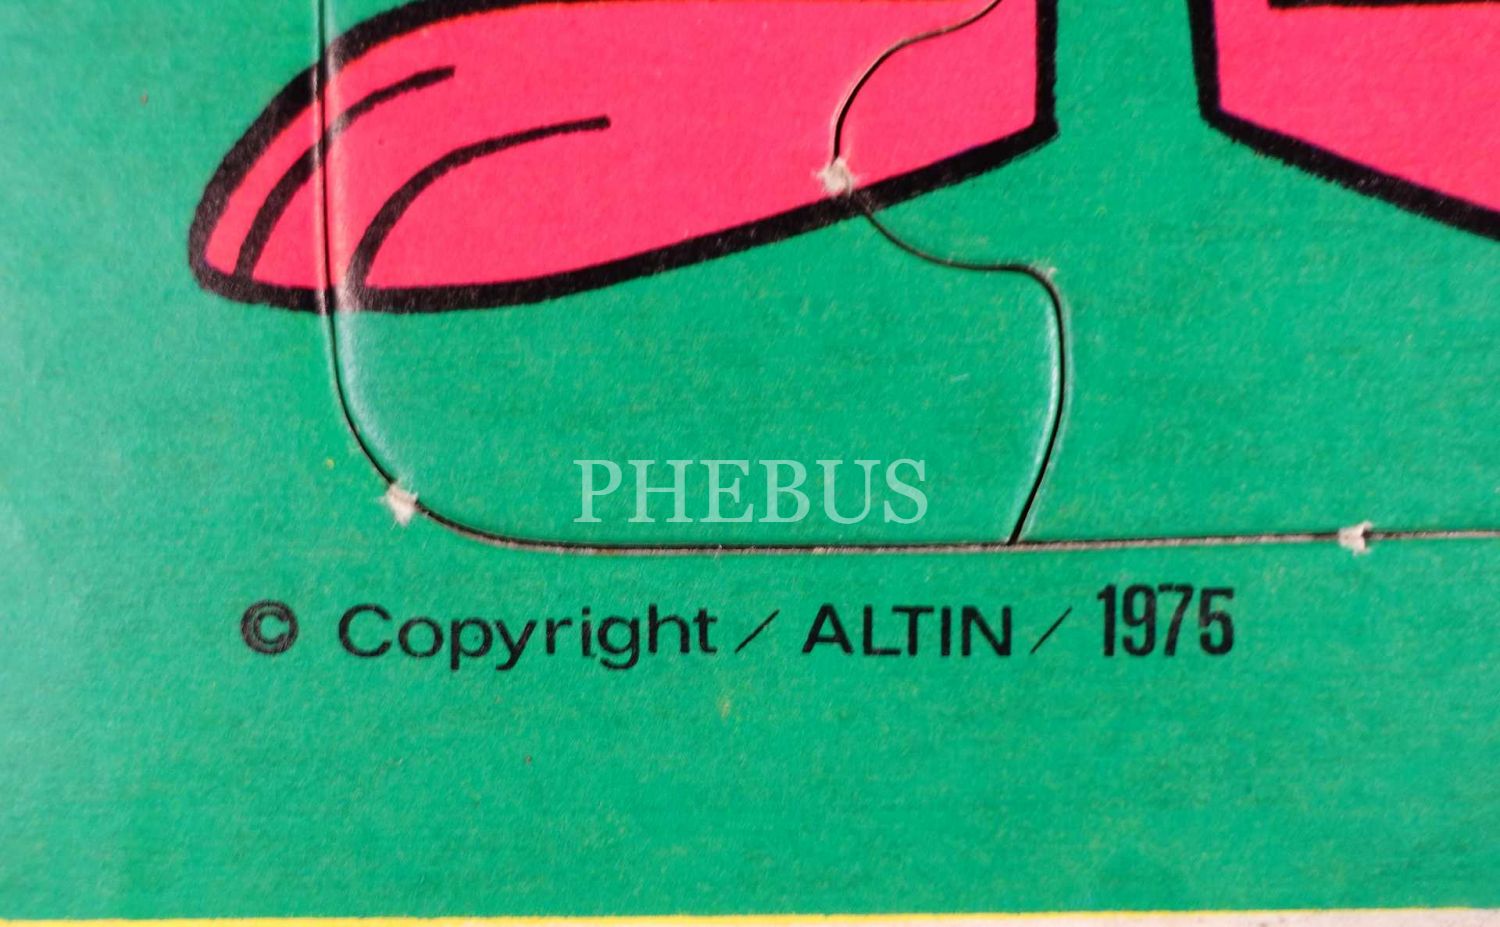 PHEBUS
© Copyright / ALTIN / 1975